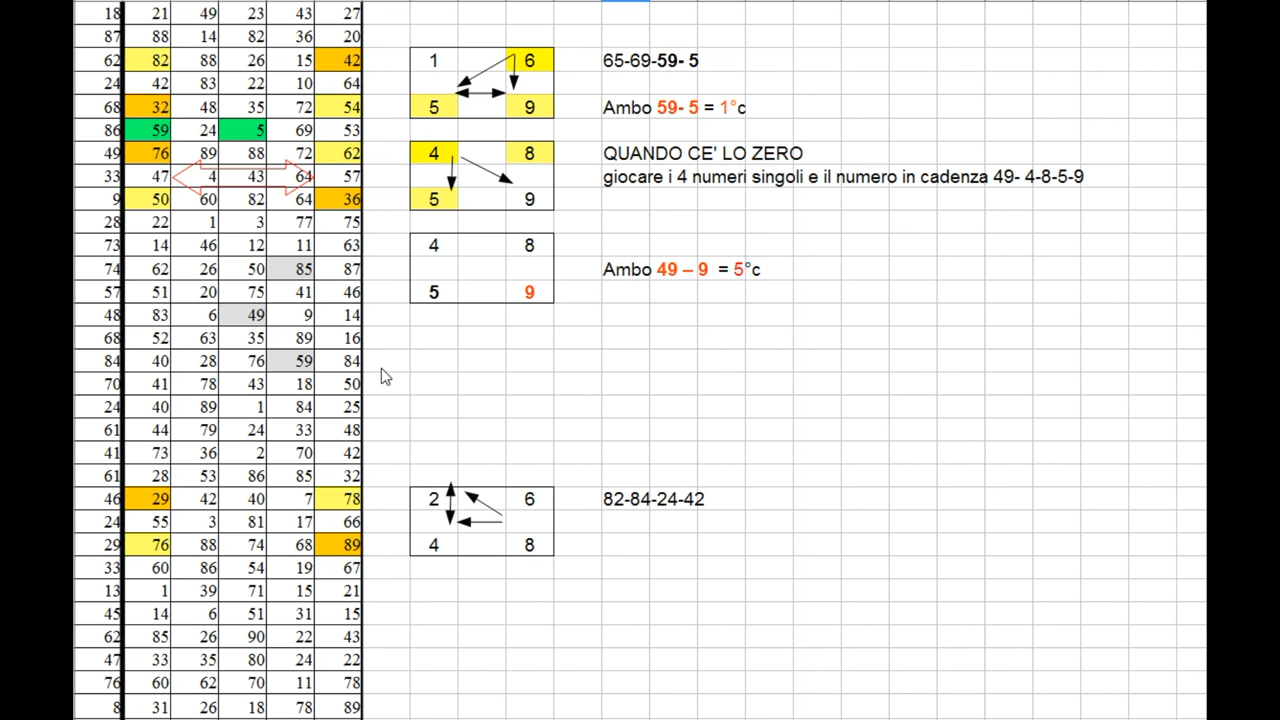 18 21 49 23 43 27
87 88 14 82 36 20
62 82 88 26 15 42 1 6 65-69-59- 5
24 42 83 22 10 64
68 32 48 35 72 54 5 9 Ambo 59- 5 = 1°c
86 59 24 5 69 53
49 76 89 88 72 62 4 8 QUANDO CE' LO ZERO
33 47 4 43 64 57 giocare i 4 numeri singoli e il numero in cadenza 49- 4-8-5-9
9 50 60 82 64 36 5 9
28 22 1 3 77 75
73 14 46 12 11 63 4 8
74 62 26 50 85 87 Ambo 49 – 9 = 5°c
57 51 20 75 41 46 5 9
48 83 6 49 9 14
68 52 63 35 89 16
84 40 28 76 59 84
70 41 78 43 18 50
24 40 89 1 84 25
61 44 79 24 33 48
41 73 36 2 70 42
61 28 53 86 85 32
46 29 42 40 7 78 2 6 82-84-24-42
24 55 3 81 17 66
29 76 88 74 68 89 4 8
33 60 86 54 19 67
13 1 39 71 15 21
45 14 6 51 31 15
62 85 26 90 22 43
47 33 35 80 24 22
76 60 62 70 11 78
8 31 26 18 78 89